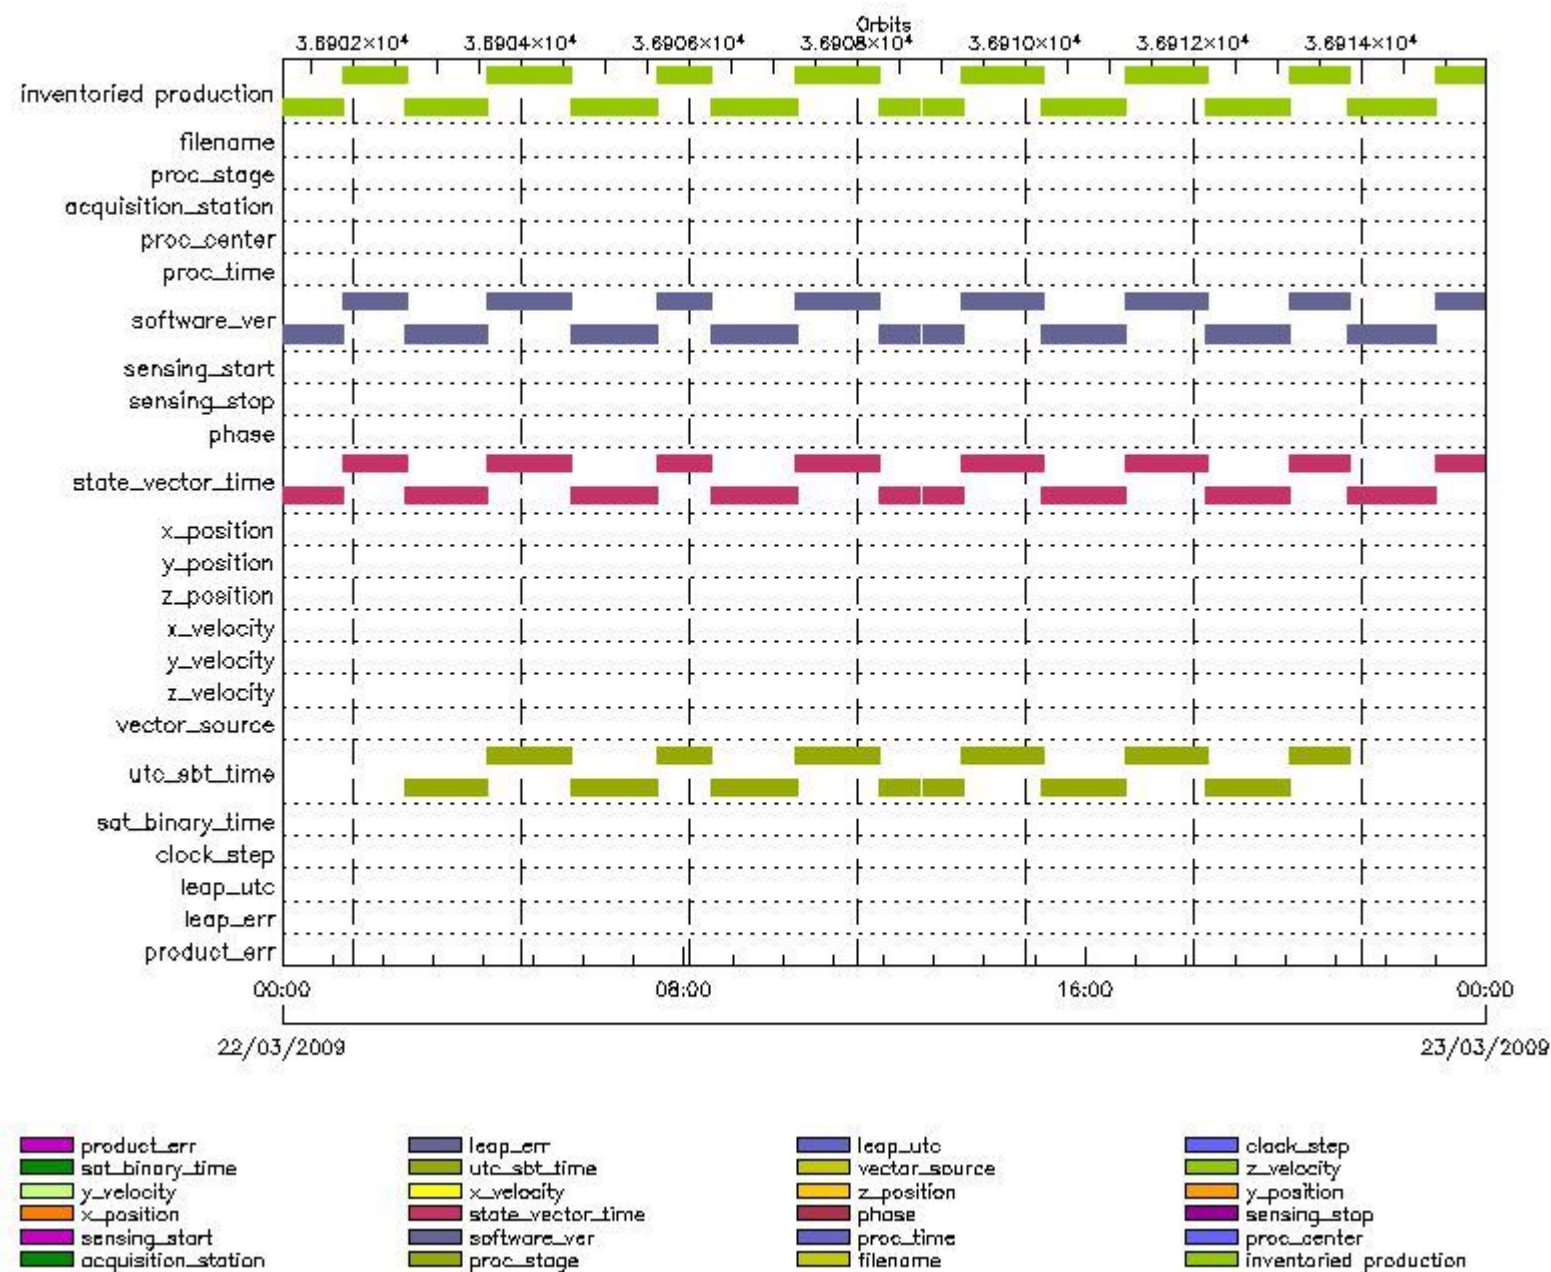 Orbits
3.6902×10⁴ 3.6904×10⁴ 3.6906×10⁴ 3.6908×10⁴ 3.6910×10⁴ 3.6912×10⁴ 3.6914×10⁴
inventoried production
filename
proc_stage
acquisition_station
proc_center
proc_time
software_ver
sensing_start
sensing_stop
phase
state_vector_time
x_position
y_position
z_position
x_velocity
y_velocity
z_velocity
vector_source
utc_sbt_time
sat_binary_time
clock_step
leap_utc
leap_err
product_err
00:00 08:00 16:00 00:00
22/03/2009 23/03/2009
product_err leap_err leap_utc clock_step
sat_binary_time utc_sbt_time vector_source z_velocity
y_velocity x_velocity z_position y_position
x_position state_vector_time phase sensing_stop
sensing_start software_ver proc_time proc_center
acquisition_station proc_stage filename inventoried production